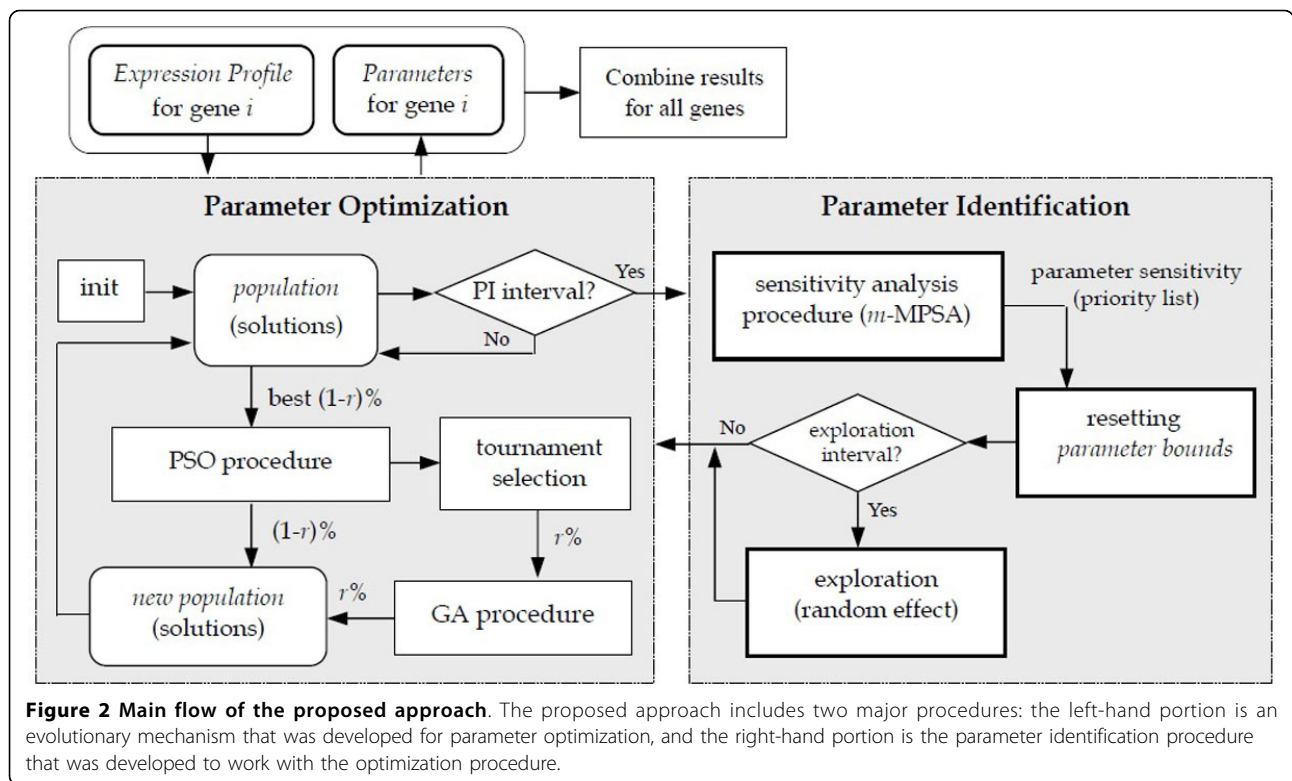 Expression Profile
for gene i
Parameters
for gene i
Combine results
for all genes
Parameter Optimization
init
population
(solutions)
PI interval?
Yes
No
best (1-r)%
PSO procedure
tournament
selection
(1-r)%
r%
new population
(solutions)
r%
GA procedure
Parameter Identification
sensitivity analysis
procedure (m-MPSA)
parameter sensitivity
(priority list)
resetting
parameter bounds
exploration
interval?
No
Yes
exploration
(random effect)
Figure 2 Main flow of the proposed approach. The proposed approach includes two major procedures: the left-hand portion is an
evolutionary mechanism that was developed for parameter optimization, and the right-hand portion is the parameter identification procedure
that was developed to work with the optimization procedure.